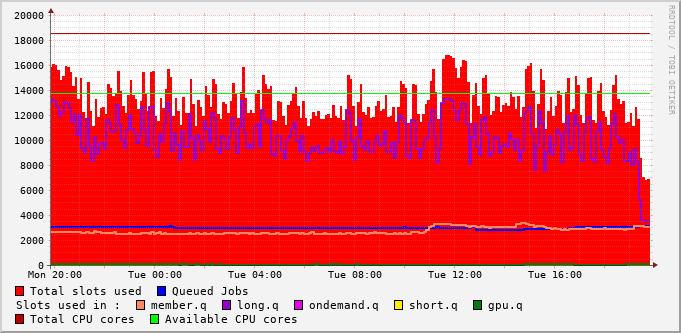 20000
18000
16000
14000
12000
10000
8000
6000
4000
2000
0
Mon 20:00 Tue 00:00 Tue 04:00 Tue 08:00 Tue 12:00 Tue 16:00
RRDTOOL / TOBI OETIKER
Total slots used Queued Jobs
Slots used in : member.q long.q ondemand.q short.q gpu.q
Total CPU cores Available CPU cores